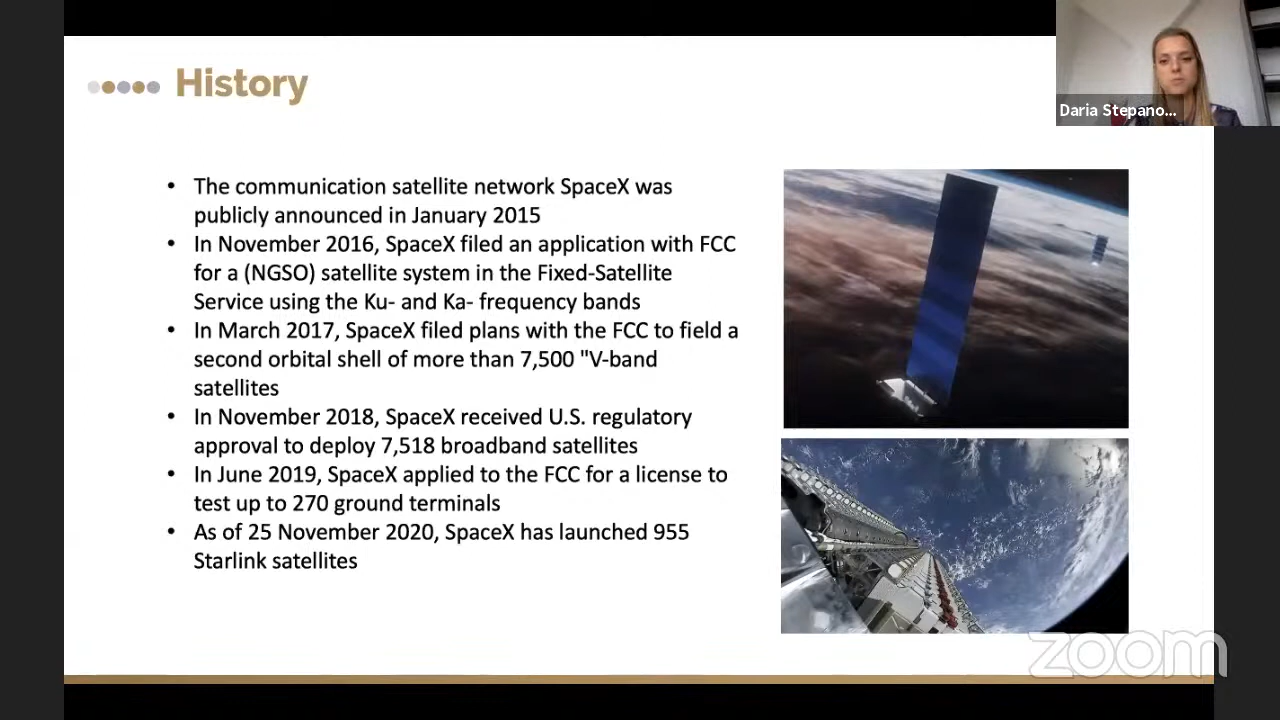 History
Daria Stepano...
• The communication satellite network SpaceX was
publicly announced in January 2015
• In November 2016, SpaceX filed an application with FCC
for a (NGSO) satellite system in the Fixed-Satellite
Service using the Ku- and Ka- frequency bands
• In March 2017, SpaceX filed plans with the FCC to field a
second orbital shell of more than 7,500 "V-band
satellites
• In November 2018, SpaceX received U.S. regulatory
approval to deploy 7,518 broadband satellites
• In June 2019, SpaceX applied to the FCC for a license to
test up to 270 ground terminals
• As of 25 November 2020, SpaceX has launched 955
Starlink satellites
zoom